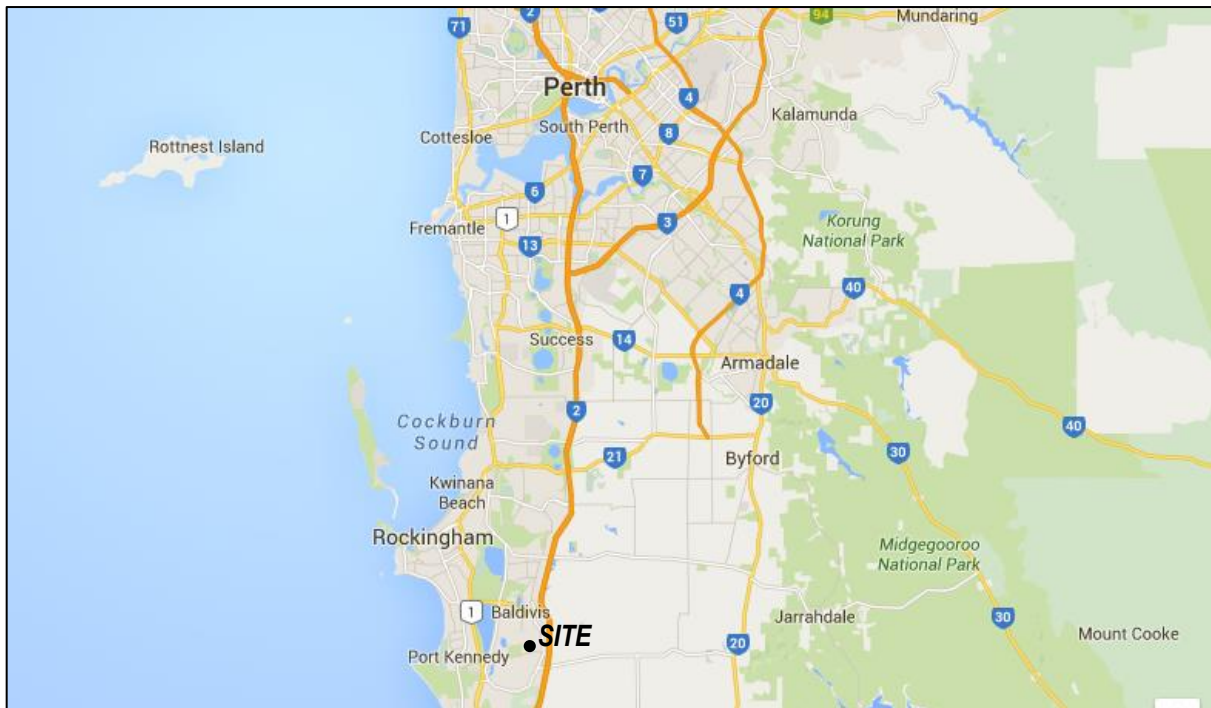 94
2
51
Mundaring
71
Perth
4
Kalamunda
South Perth
Cottesloe
8
Rottnest Island
7
6
1
3
Korung
National Park
Fremantle
13
40
4
Success
14
Armadale
20
2
Cockburn
Sound
40
21
Byford
30
Kwinana
Beach
Rockingham
Midgegooroo
National Park
1
Baldivis
Jarrahdale
30
SITE
Mount Cooke
20
Port Kennedy